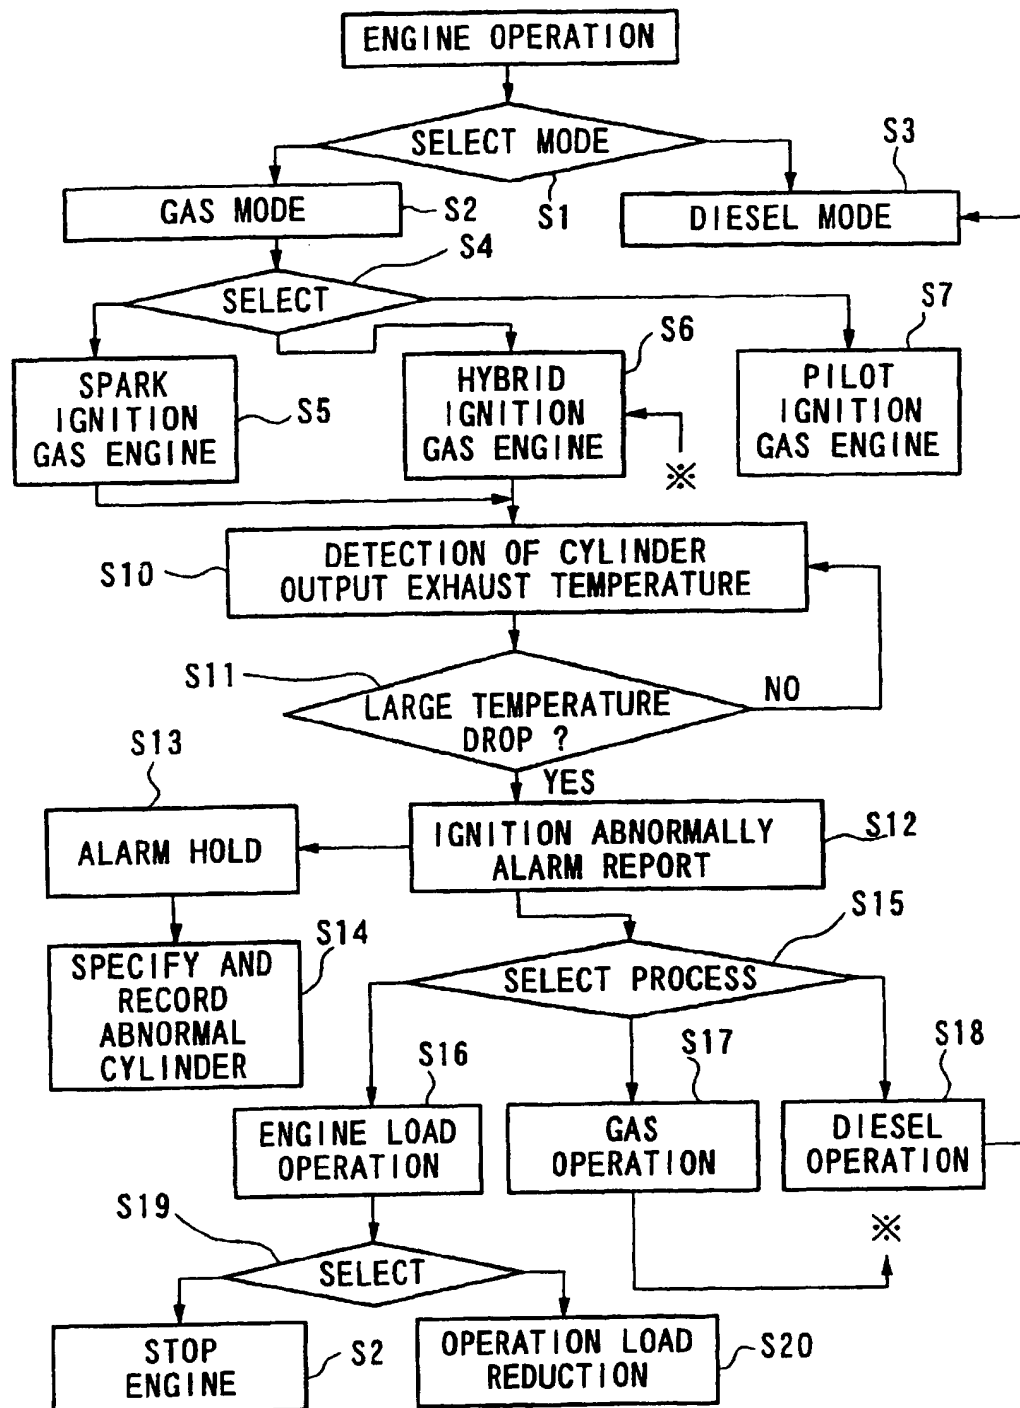 ENGINE OPERATION
SELECT MODE
S3
S1
GAS MODE
S2
DIESEL MODE
S4
SELECT
S6
S7
SPARK
IGNITION
GAS ENGINE
S5
HYBRID
IGNITION
GAS ENGINE
PILOT
IGNITION
GAS ENGINE
※
S10
DETECTION OF CYLINDER
OUTPUT EXHAUST TEMPERATURE
S11
LARGE TEMPERATURE
DROP ?
NO
YES
S13
ALARM HOLD
IGNITION ABNORMALLY
ALARM REPORT
S12
S14
SPECIFY AND
RECORD
ABNORMAL
CYLINDER
S15
SELECT PROCESS
S16
S17
S18
ENGINE LOAD
OPERATION
GAS
OPERATION
DIESEL
OPERATION
※
S19
SELECT
STOP
ENGINE
S2
OPERATION LOAD
REDUCTION
S20